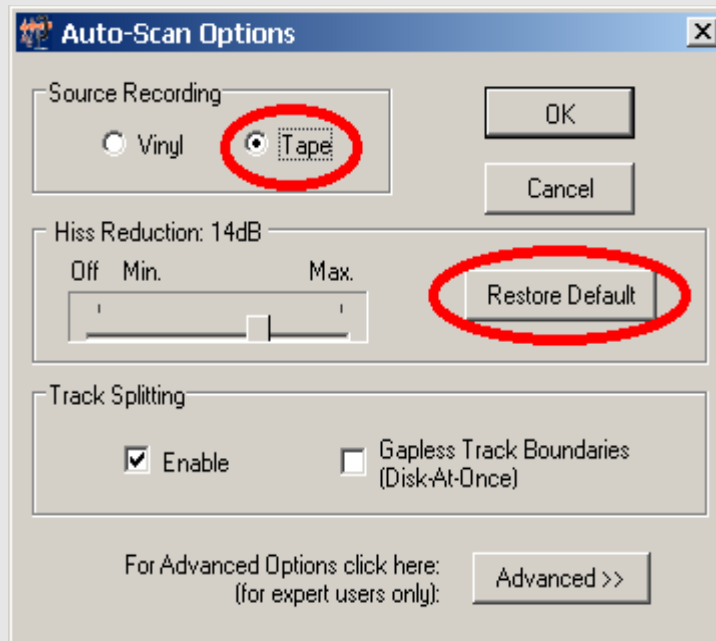 Auto-Scan Options
Source Recording
Vinyl
Tape
OK
Cancel
Hiss Reduction: 14dB
Off Min. Max.
Restore Default
Track Splitting
Enable
Gapless Track Boundaries
(Disk-At-Once)
For Advanced Options click here:
(for expert users only):
Advanced >>